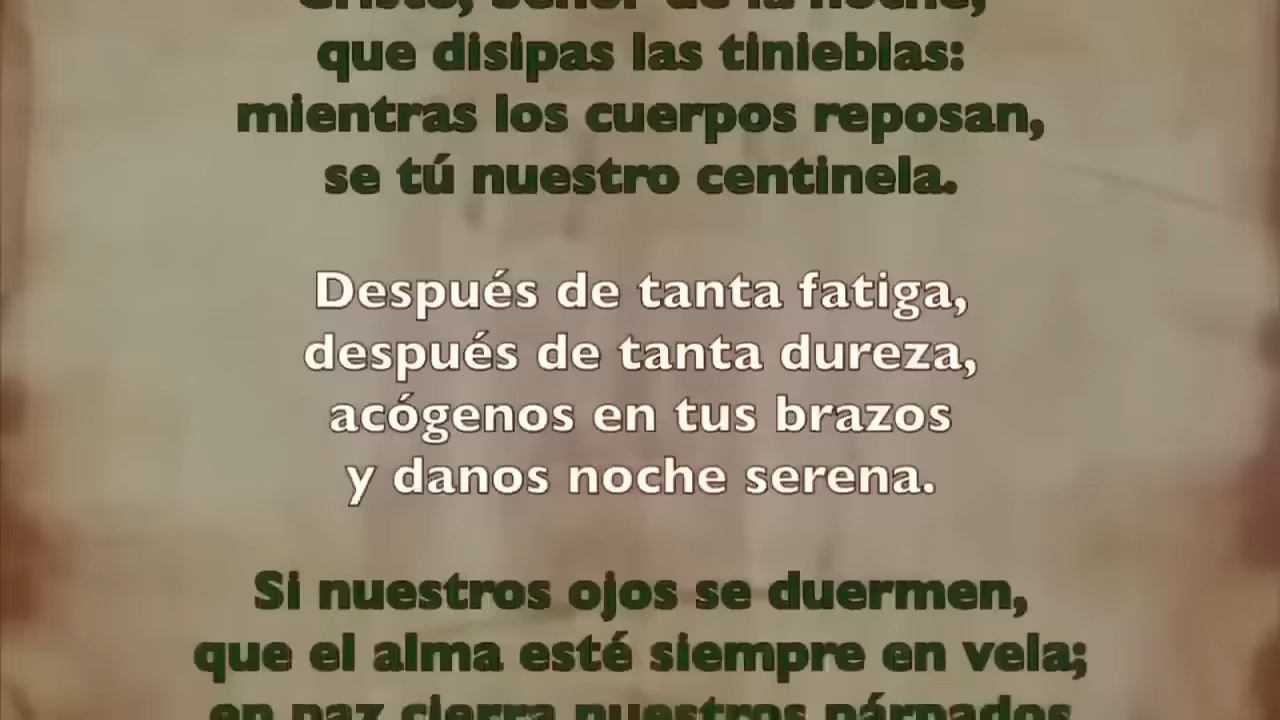 Cristo, Señor de la noche,
que disipas las tinieblas:
mientras los cuerpos reposan,
se tú nuestro centinela.
Después de tanta fatiga,
después de tanta dureza,
acógenos en tus brazos
y danos noche serena.
Si nuestros ojos se duermen,
que el alma esté siempre en vela;
en paz cierra nuestros párpados